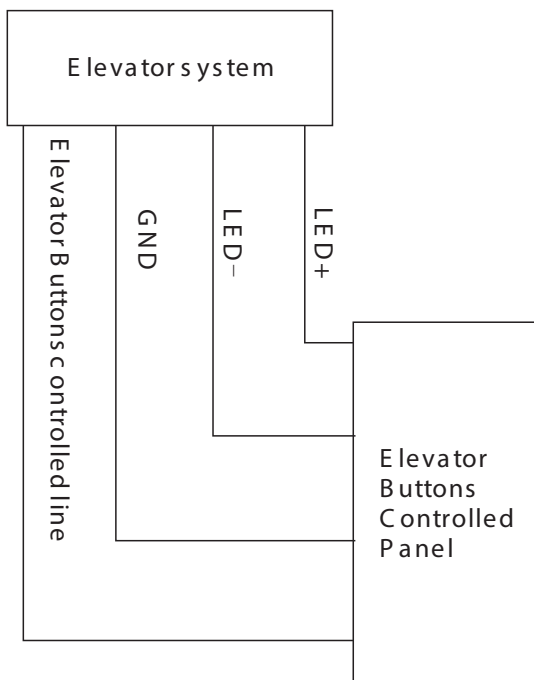 Elevator system
Elevator Buttons controlled line
GND
LED−
LED+
Elevator
Buttons
Controlled
Panel